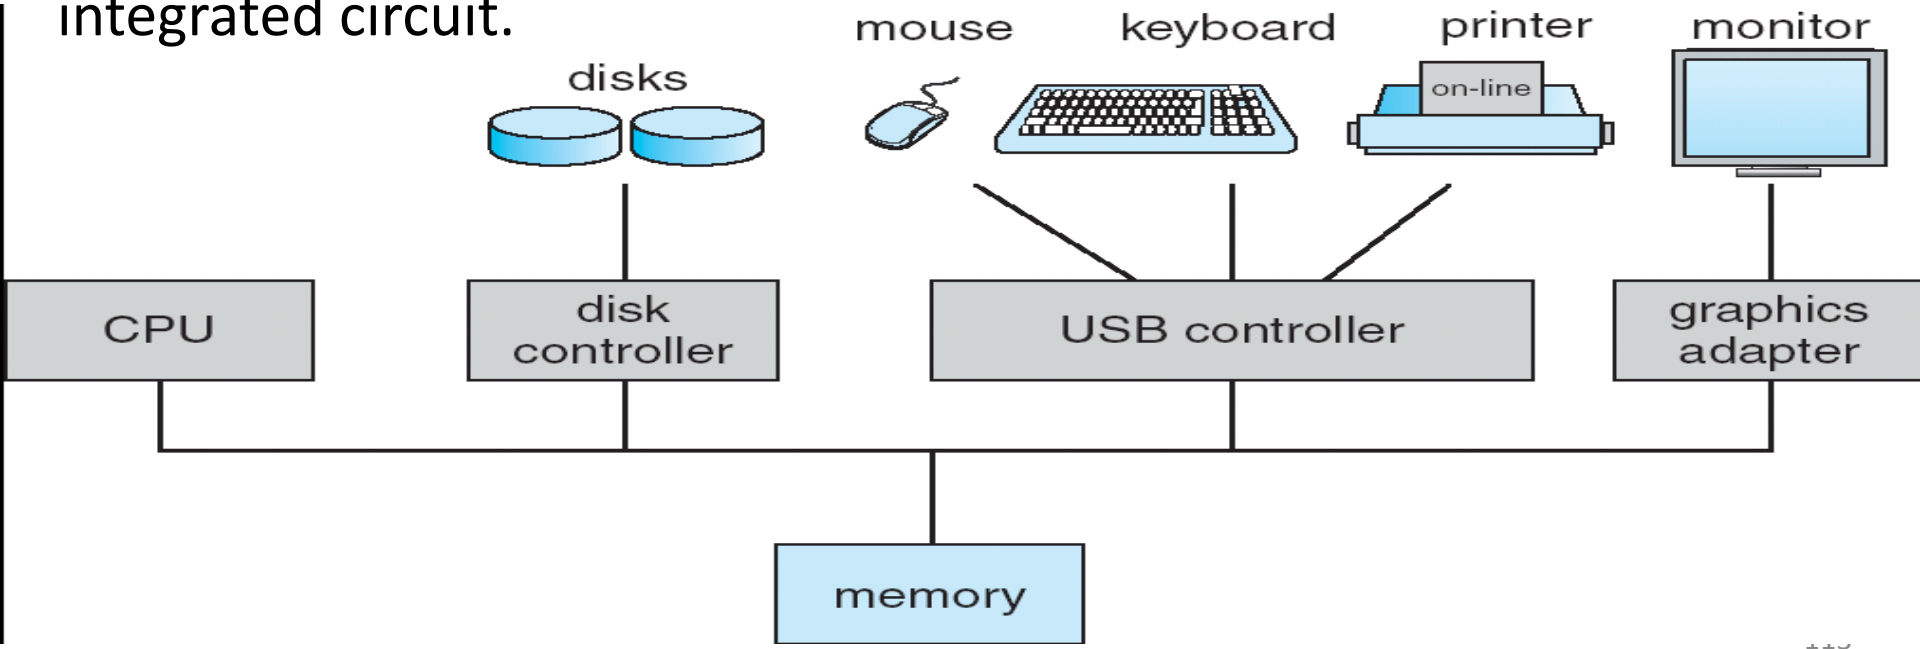 integrated circuit.
mouse
keyboard
printer
monitor
disks
on-line
CPU
disk
controller
USB controller
graphics
adapter
memory